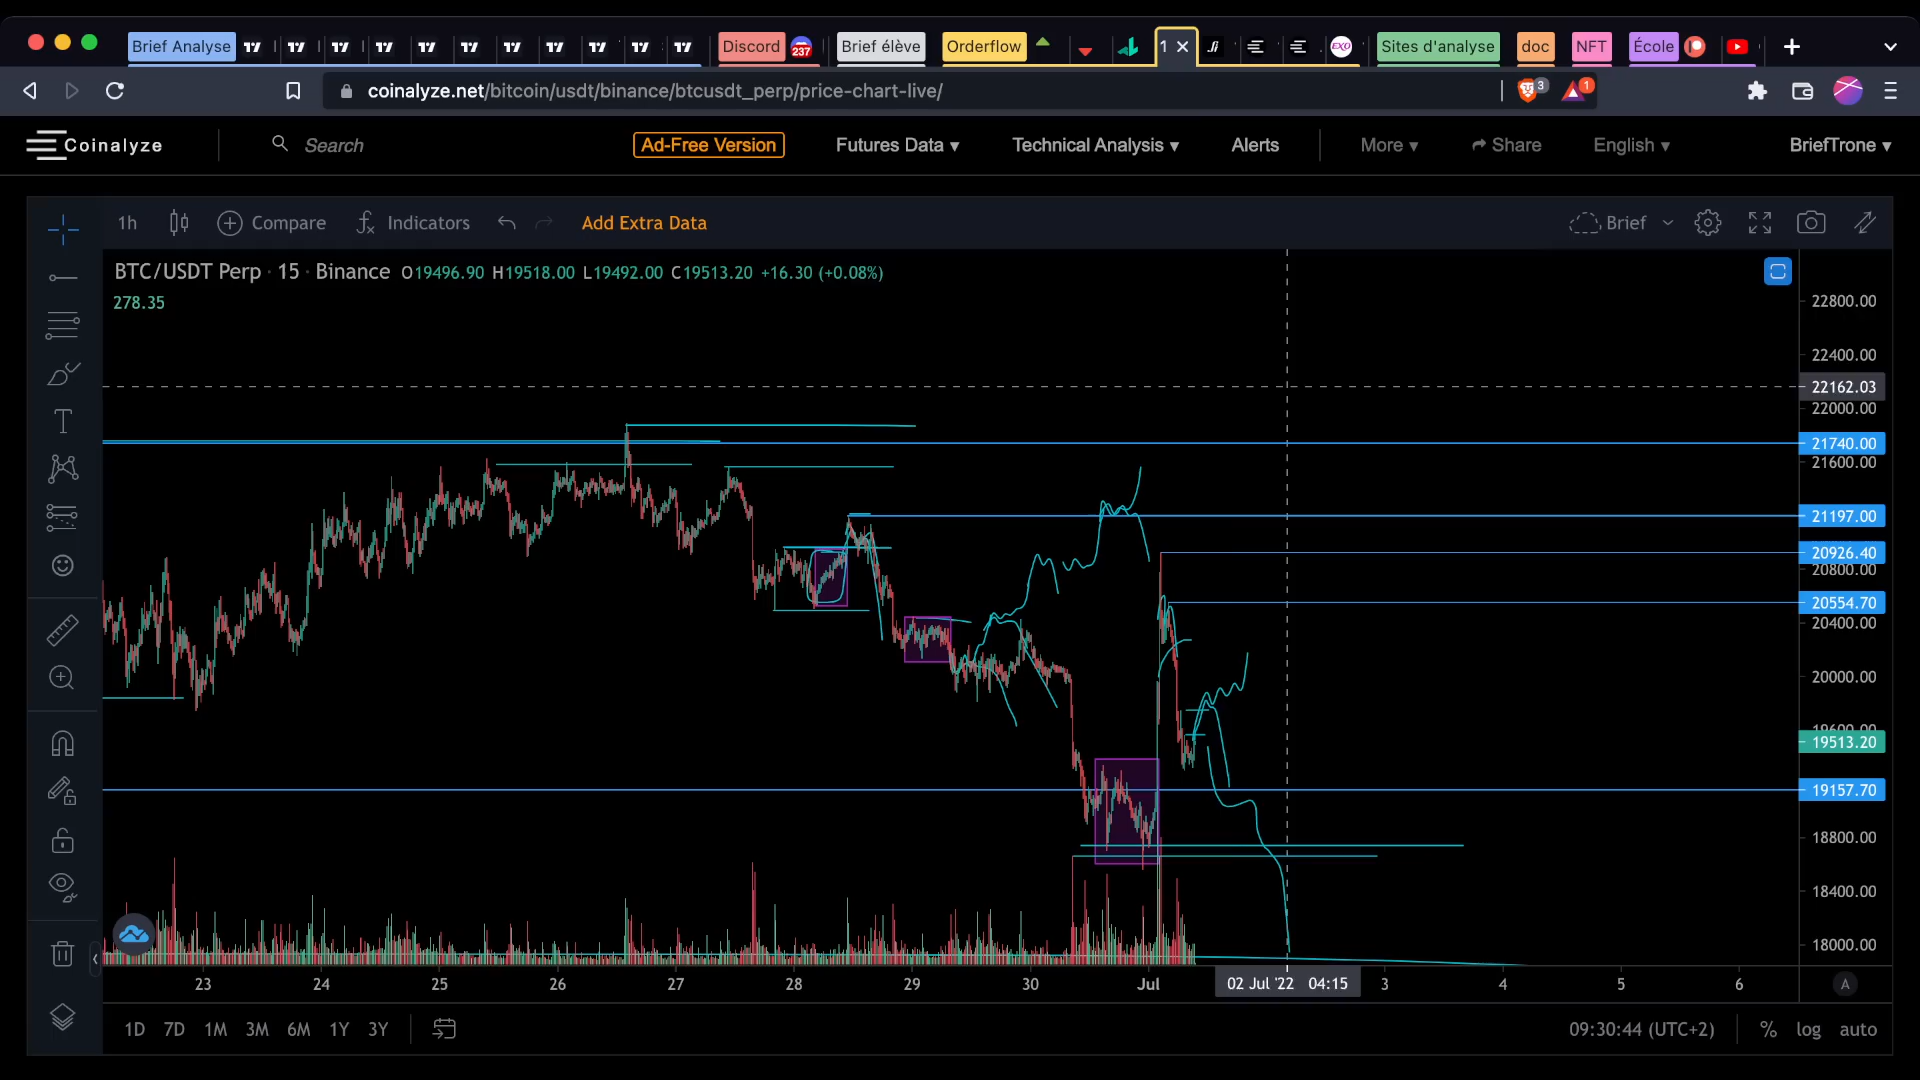 Brief Analyse Discord 237 Brief élève Orderflow 1 EXO Sites d'analyse doc NFT École
coinalyze.net/bitcoin/usdt/binance/btcusdt_perp/price-chart-live/ 3 1
Coinalyze Search Ad-Free Version Futures Data ▾ Technical Analysis ▾ Alerts More ▾ Share English ▾ BriefTrone ▾
1h Compare Indicators Add Extra Data Brief
BTC/USDT Perp · 15 · Binance O19496.90 H19518.00 L19492.00 C19513.20 +16.30 (+0.08%)
278.35
22800.00
22400.00
22162.03
22000.00
21740.00
21600.00
21197.00
20926.40
20800.00
20554.70
20400.00
20000.00
19600.00
19513.20
19157.70
18800.00
18400.00
18000.00
23 24 25 26 27 28 29 30 Jul 02 Jul '22 04:15 3 4 5 6 A
1D 7D 1M 3M 6M 1Y 3Y 09:30:44 (UTC+2) % log auto